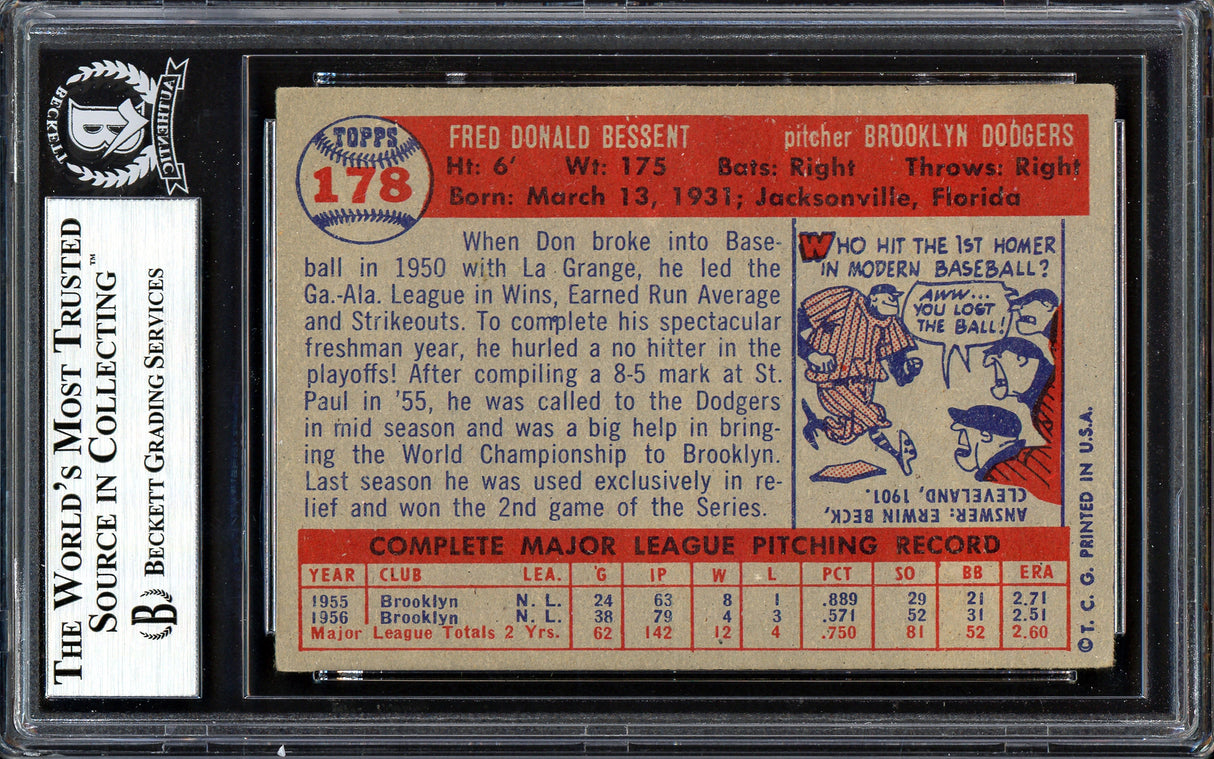 BECKETT
AUTHENTIC
B
THE WORLD'S MOST TRUSTED
SOURCE IN COLLECTING™
B BECKETT GRADING SERVICES
TOPPS
178
FRED DONALD BESSENT pitcher BROOKLYN DODGERS
Ht: 6' Wt: 175 Bats: Right Throws: Right
Born: March 13, 1931; Jacksonville, Florida
When Don broke into Base-
ball in 1950 with La Grange, he led the
Ga.-Ala. League in Wins, Earned Run Average
and Strikeouts. To complete his spectacular
freshman year, he hurled a no hitter in the
playoffs! After compiling a 8-5 mark at St.
Paul in '55, he was called to the Dodgers
in mid season and was a big help in bring-
ing the World Championship to Brooklyn.
Last season he was used exclusively in re-
lief and won the 2nd game of the Series.
WHO HIT THE 1ST HOMER
IN MODERN BASEBALL?
AWW...
YOU LOST
THE BALL!
ANSWER: ERWIN BECK,
CLEVELAND, 1901.
COMPLETE MAJOR LEAGUE PITCHING RECORD
YEAR CLUB LEA. G IP W L PCT SO BB ERA
1955 Brooklyn N. L. 24 63 8 1 .889 29 21 2.71
1956 Brooklyn N. L. 38 79 4 3 .571 52 31 2.51
Major League Totals 2 Yrs. 62 142 12 4 .750 81 52 2.60
© T. C. G. PRINTED IN U.S.A.